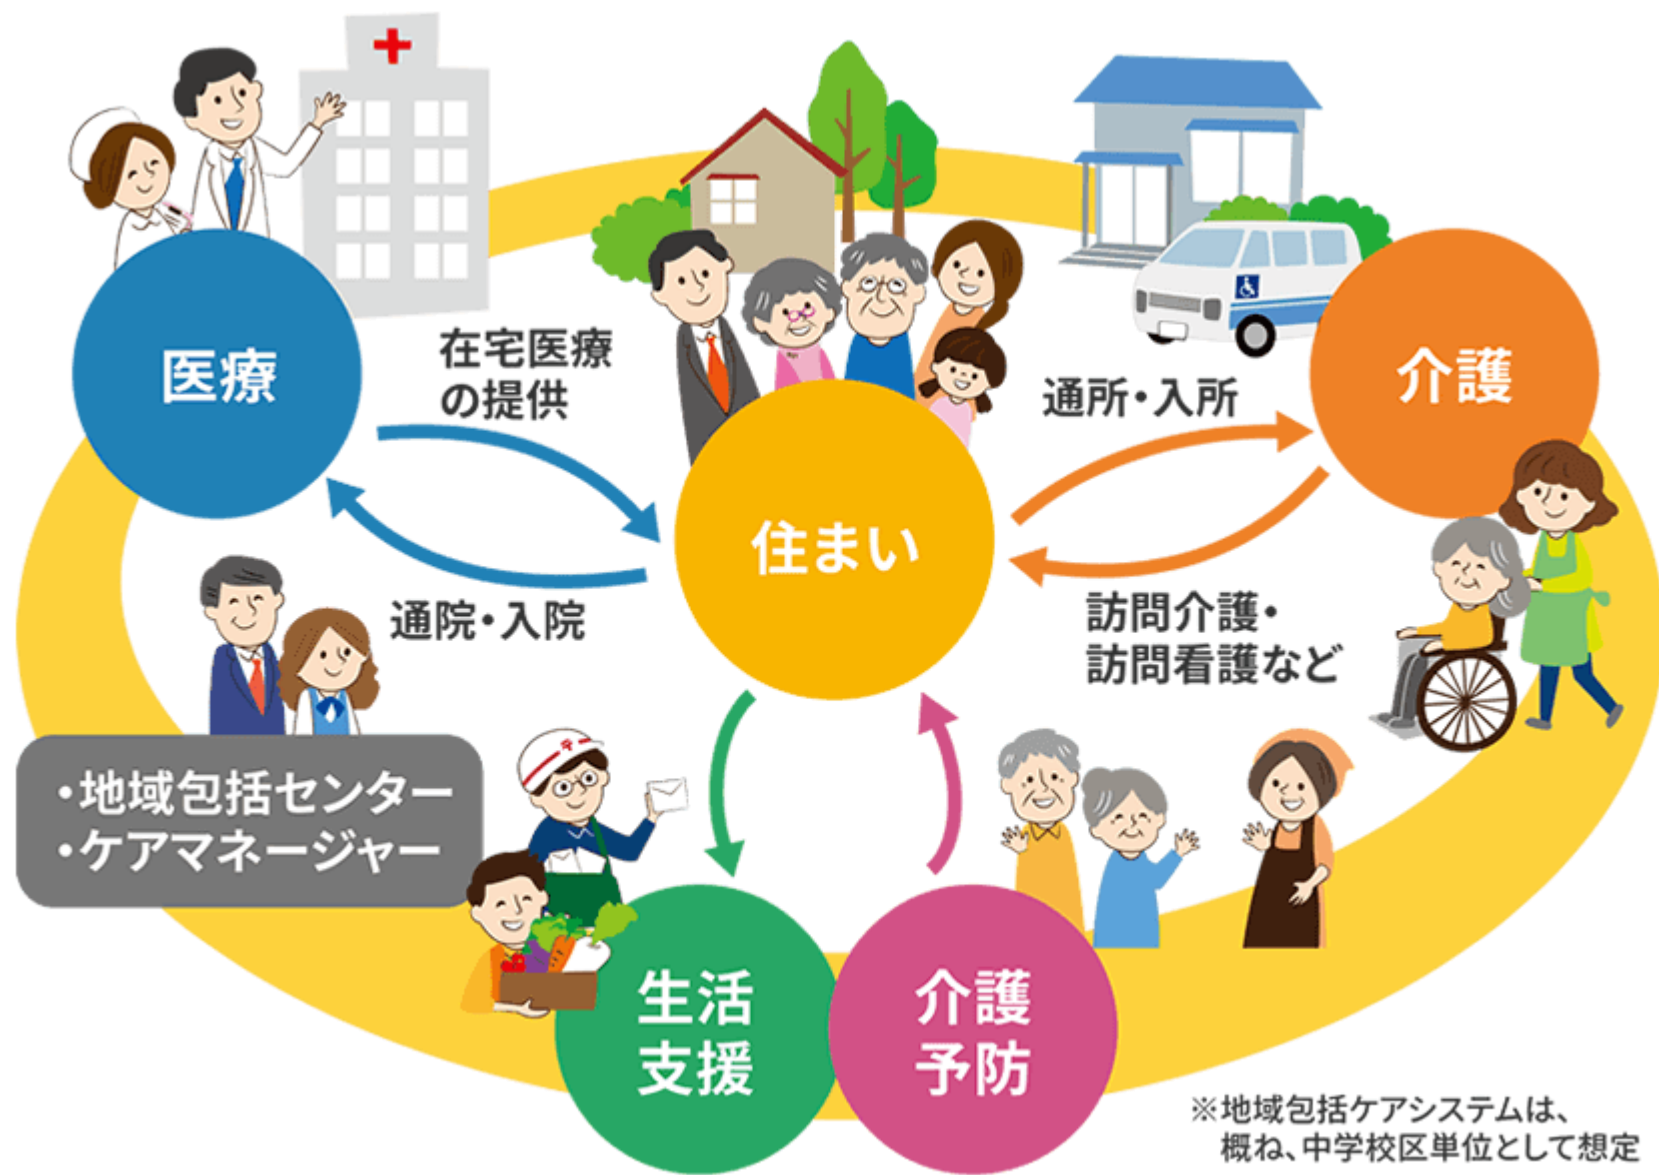 医療
在宅医療
の提供
通院・入院
住まい
通所・入所
介護
訪問介護・
訪問看護など
・地域包括センター
・ケアマネージャー
生活
支援
介護
予防
※地域包括ケアシステムは、
概ね、中学校区単位として想定